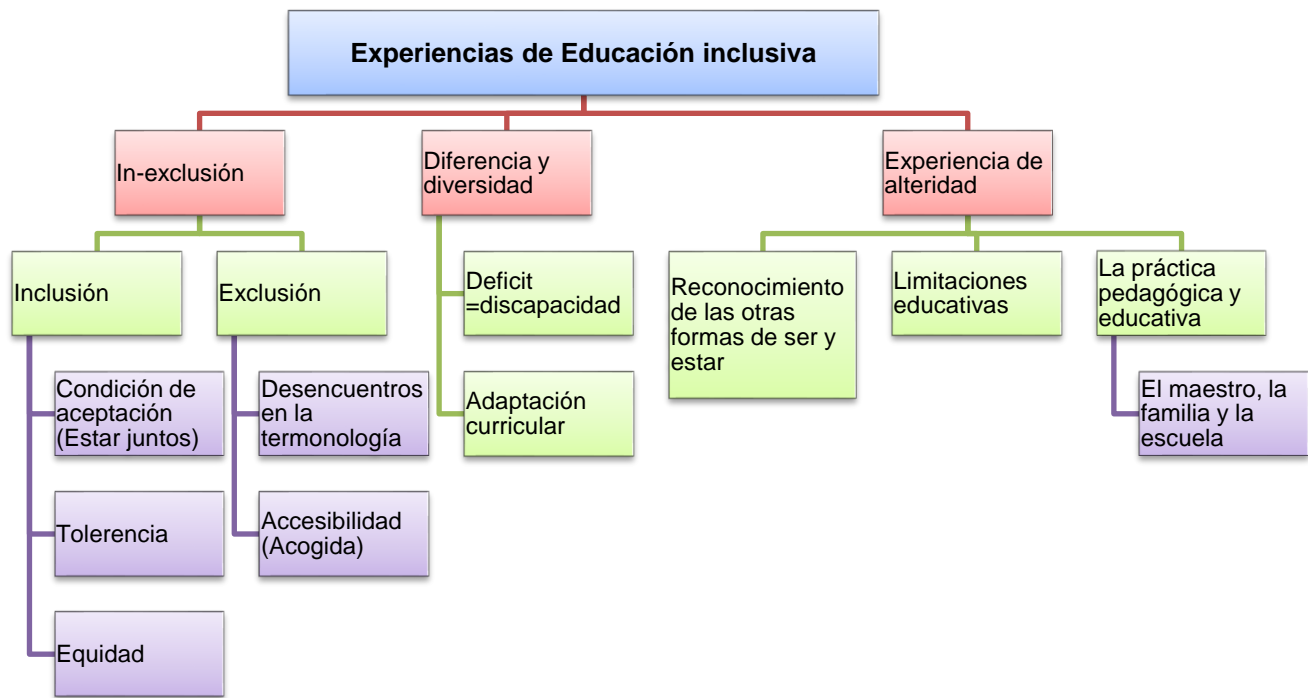 Experiencias de Educación inclusiva
In-exclusión
Diferencia y
diversidad
Experiencia de
alteridad
Inclusión
Exclusión
Deficit
=discapacidad
Reconocimiento
de las otras
formas de ser y
estar
Limitaciones
educativas
La práctica
pedagógica y
educativa
Condición de
aceptación
(Estar juntos)
Desencuentros
en la
termonología
Adaptación
curricular
El maestro, la
familia y la
escuela
Tolerencia
Accesibilidad
(Acogida)
Equidad